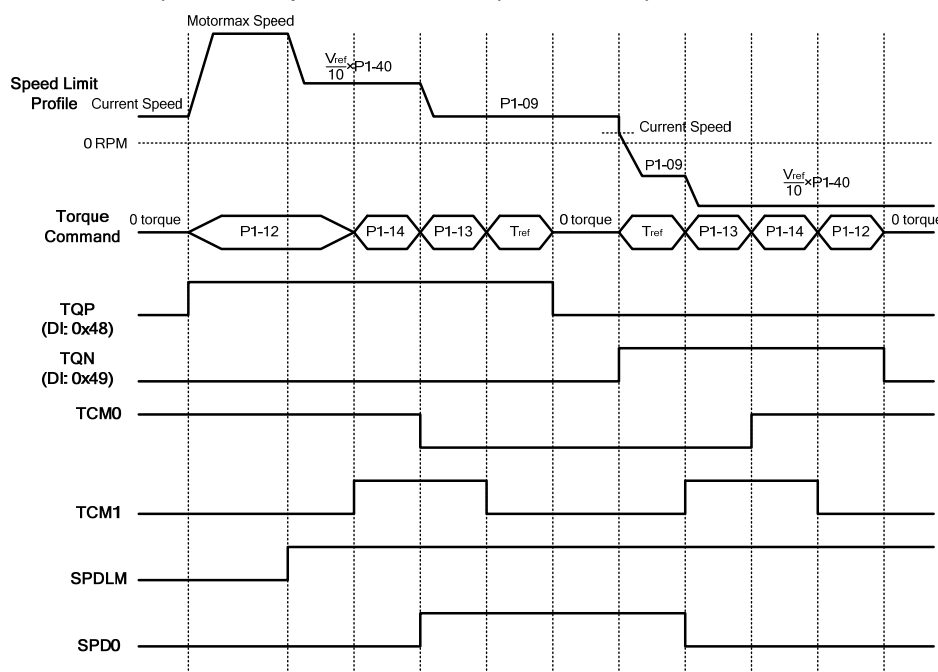 Motormax Speed
Vref/10 ×P1-40
Speed Limit
Profile
Current Speed
P1-09
Current Speed
0 RPM
P1-09
Vref/10 ×P1-40
Torque
Command
0 torque
P1-12
P1-14
P1-13
Tref
0 torque
Tref
P1-13
P1-14
P1-12
0 torque
TQP
(DI: 0x48)
TQN
(DI: 0x49)
TCM0
TCM1
SPDLM
SPD0